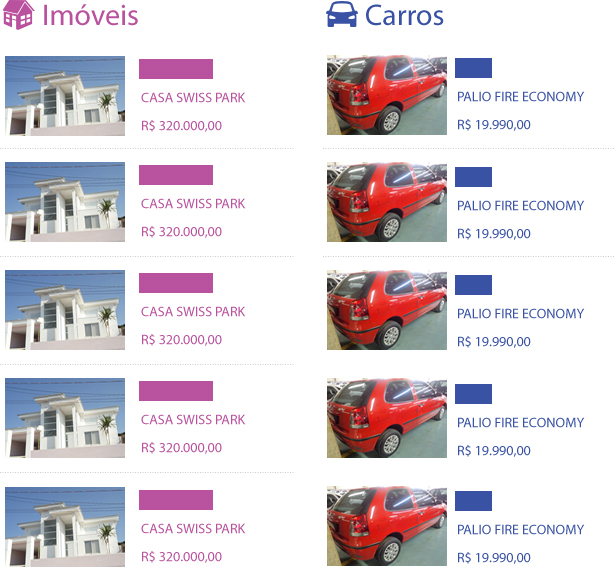 Imóveis
CASA SWISS PARK
R$ 320.000,00
CASA SWISS PARK
R$ 320.000,00
CASA SWISS PARK
R$ 320.000,00
CASA SWISS PARK
R$ 320.000,00
CASA SWISS PARK
R$ 320.000,00
Carros
PALIO FIRE ECONOMY
R$ 19.990,00
PALIO FIRE ECONOMY
R$ 19.990,00
PALIO FIRE ECONOMY
R$ 19.990,00
PALIO FIRE ECONOMY
R$ 19.990,00
PALIO FIRE ECONOMY
R$ 19.990,00